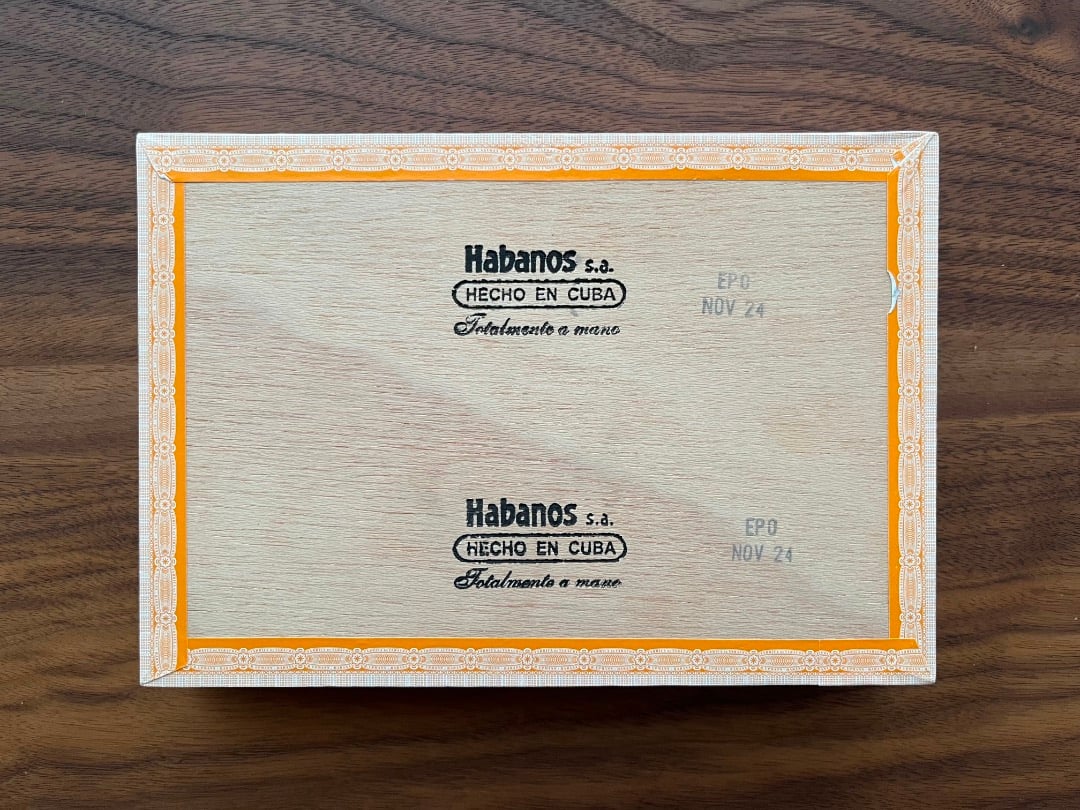 Habanos s.a.
HECHO EN CUBA
Totalmente a mano
EPO
NOV 24
Habanos s.a.
HECHO EN CUBA
Totalmente a mano
EPO
NOV 24